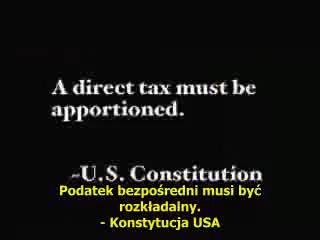 A direct tax must be
apportioned.
~U.S. Constitution
Podatek bezpośredni musi być
rozkładalny.
- Konstytucja USA